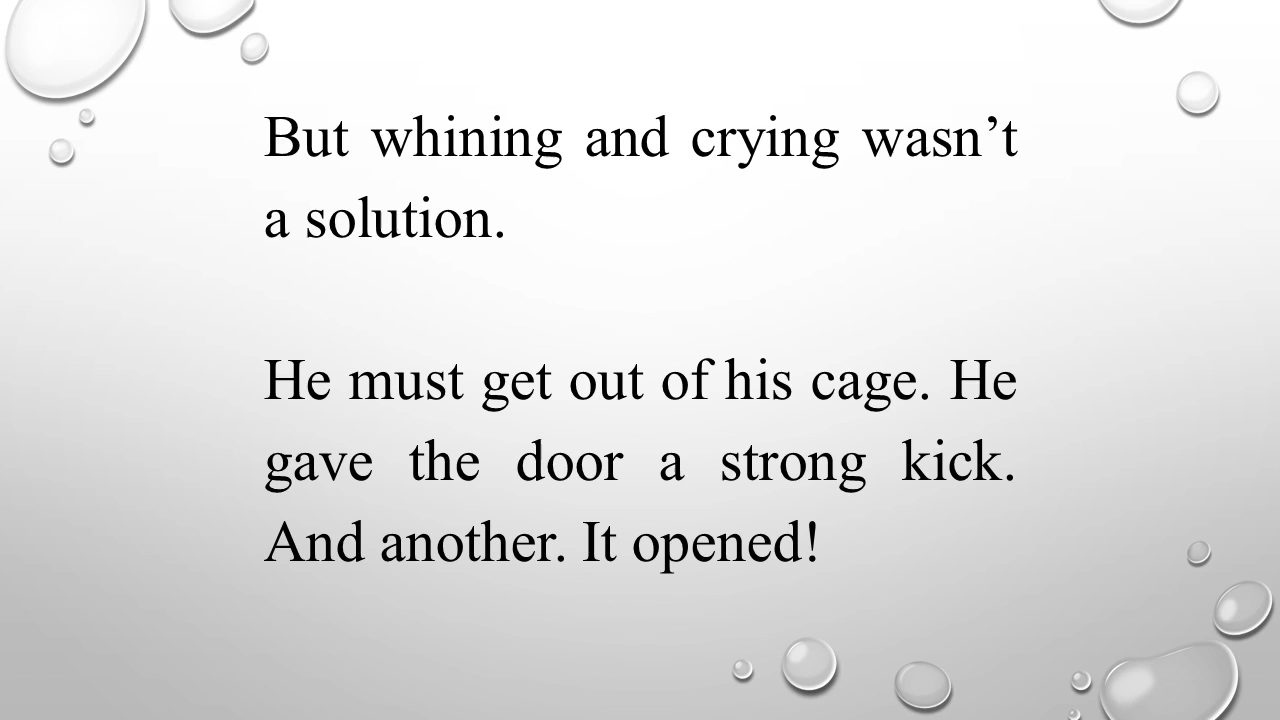 But whining and crying wasn’t
a solution.
He must get out of his cage. He
gave the door a strong kick.
And another. It opened!